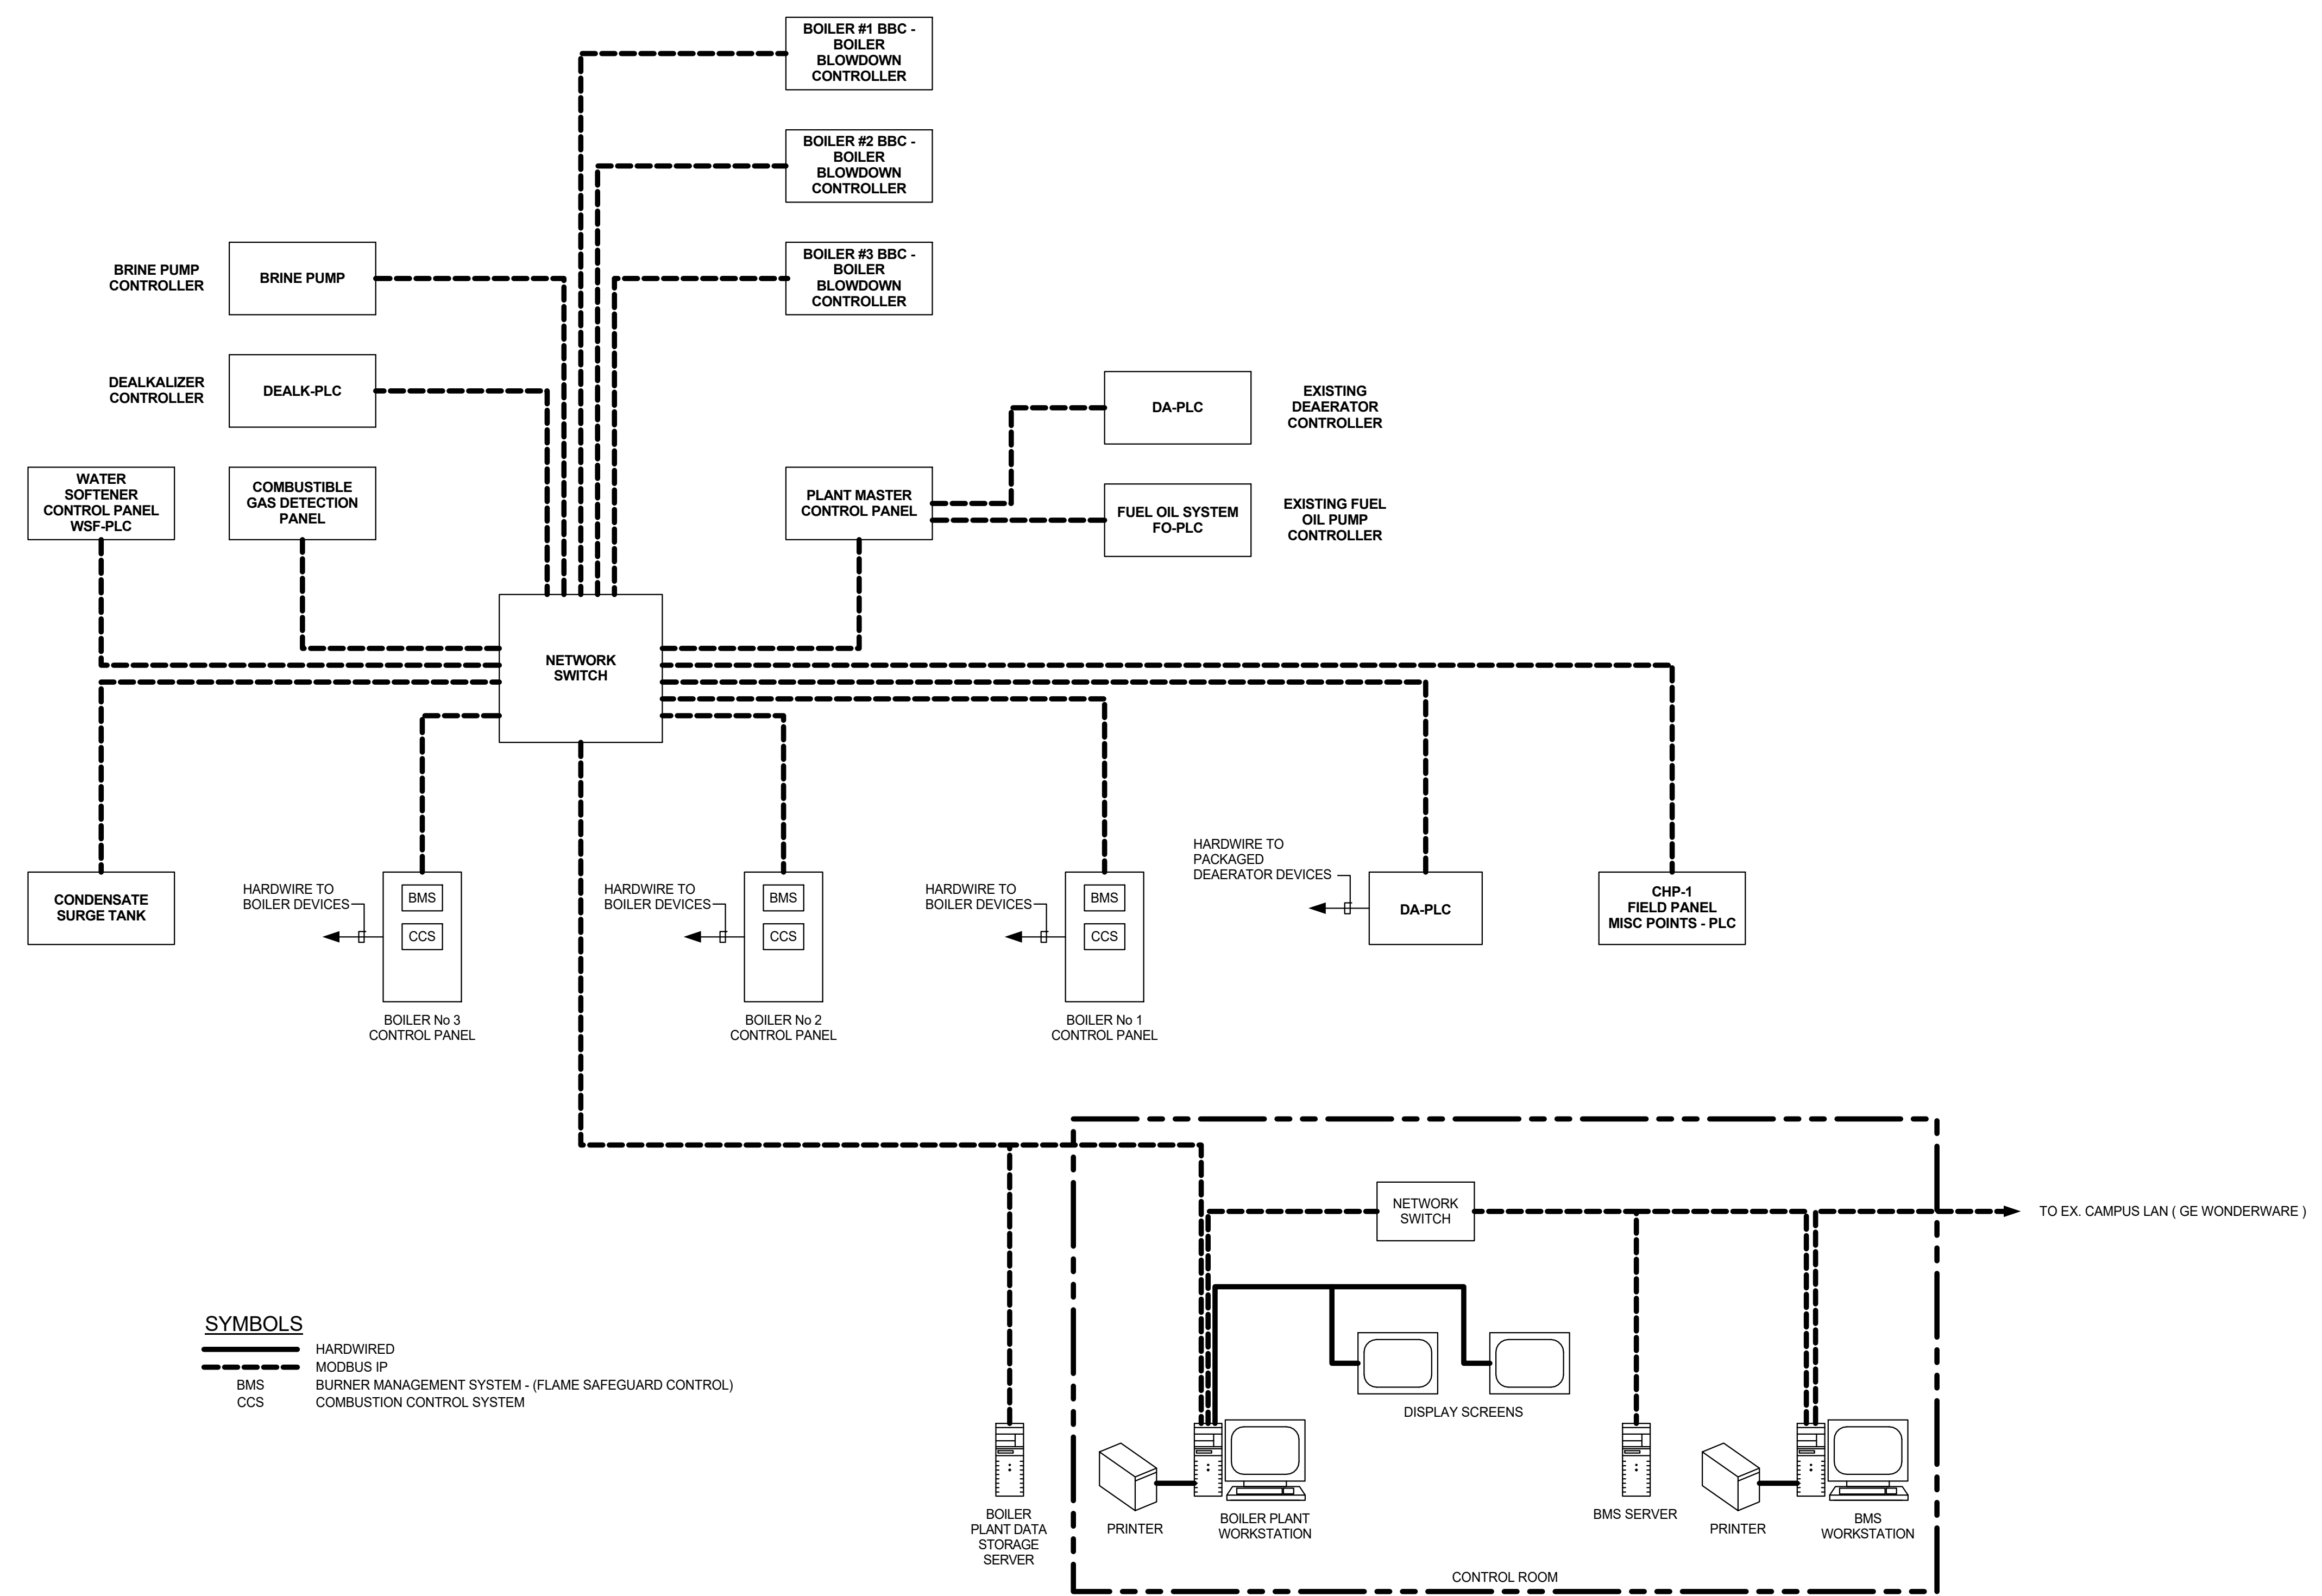 BOILER #1 BBC -
BOILER
BLOWDOWN
CONTROLLER
BOILER #2 BBC -
BOILER
BLOWDOWN
CONTROLLER
BRINE PUMP
CONTROLLER
BRINE PUMP
BOILER #3 BBC -
BOILER
BLOWDOWN
CONTROLLER
DEALKALIZER
CONTROLLER
DEALK-PLC
DA-PLC
EXISTING
DEAERATOR
CONTROLLER
WATER
SOFTENER
CONTROL PANEL
WSF-PLC
COMBUSTIBLE
GAS DETECTION
PANEL
PLANT MASTER
CONTROL PANEL
FUEL OIL SYSTEM
FO-PLC
EXISTING FUEL
OIL PUMP
CONTROLLER
NETWORK
SWITCH
CONDENSATE
SURGE TANK
HARDWIRE TO
BOILER DEVICES
BMS
CCS
BOILER No 3
CONTROL PANEL
HARDWIRE TO
BOILER DEVICES
BMS
CCS
BOILER No 2
CONTROL PANEL
HARDWIRE TO
BOILER DEVICES
BMS
CCS
BOILER No 1
CONTROL PANEL
HARDWIRE TO
PACKAGED
DEAERATOR DEVICES
DA-PLC
CHP-1
FIELD PANEL
MISC POINTS - PLC
NETWORK
SWITCH
TO EX. CAMPUS LAN ( GE WONDERWARE )
SYMBOLS
HARDWIRED
MODBUS IP
BMS BURNER MANAGEMENT SYSTEM - (FLAME SAFEGUARD CONTROL)
CCS COMBUSTION CONTROL SYSTEM
DISPLAY SCREENS
BOILER
PLANT DATA
STORAGE
SERVER
PRINTER
BOILER PLANT
WORKSTATION
BMS SERVER
PRINTER
BMS
WORKSTATION
CONTROL ROOM